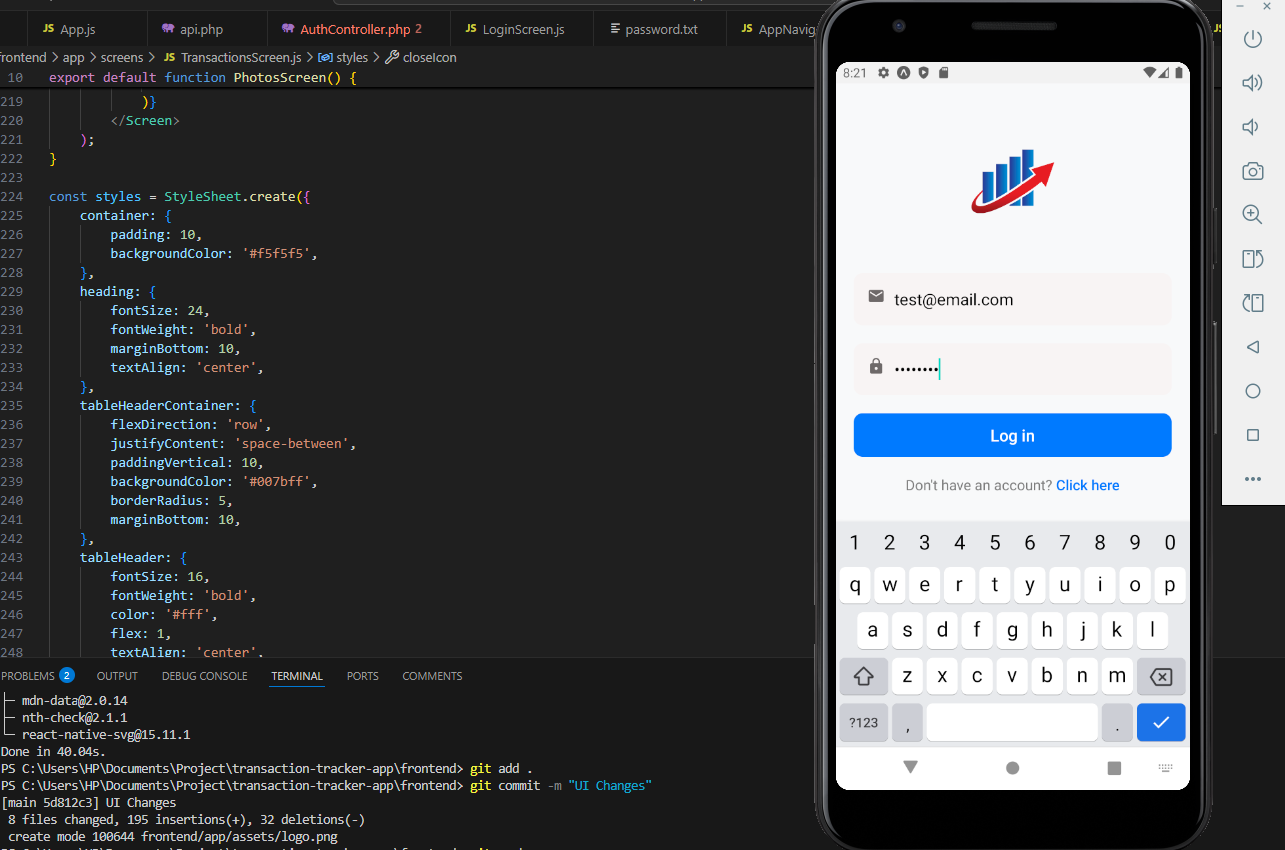 App.js api.php AuthController.php 2 LoginScreen.js password.txt AppNavig
frontend > app > screens > TransactionsScreen.js > styles > closeIcon
10 export default function PhotosScreen() {
219 )}
220 </Screen>
221 );
222 }
223
224 const styles = StyleSheet.create({
225 container: {
226 padding: 10,
227 backgroundColor: '#f5f5f5',
228 },
229 heading: {
230 fontSize: 24,
231 fontWeight: 'bold',
232 marginBottom: 10,
233 textAlign: 'center',
234 },
235 tableHeaderContainer: {
236 flexDirection: 'row',
237 justifyContent: 'space-between',
238 paddingVertical: 10,
239 backgroundColor: '#007bff',
240 borderRadius: 5,
241 marginBottom: 10,
242 },
243 tableHeader: {
244 fontSize: 16,
245 fontWeight: 'bold',
246 color: '#fff',
247 flex: 1,
248 textAlign: 'center',
PROBLEMS 2 OUTPUT DEBUG CONSOLE TERMINAL PORTS COMMENTS
├─ mdn-data@2.0.14
├─ nth-check@2.1.1
└─ react-native-svg@15.11.1
Done in 40.04s.
PS C:\Users\HP\Documents\Project\transaction-tracker-app\frontend> git add .
PS C:\Users\HP\Documents\Project\transaction-tracker-app\frontend> git commit -m "UI Changes"
[main 5d812c3] UI Changes
8 files changed, 195 insertions(+), 32 deletions(-)
create mode 100644 frontend/app/assets/logo.png
8:21
test@email.com
••••••••
Log in
Don't have an account? Click here
1 2 3 4 5 6 7 8 9 0
q w e r t y u i o p
a s d f g h j k l
z x c v b n m
?123 , .